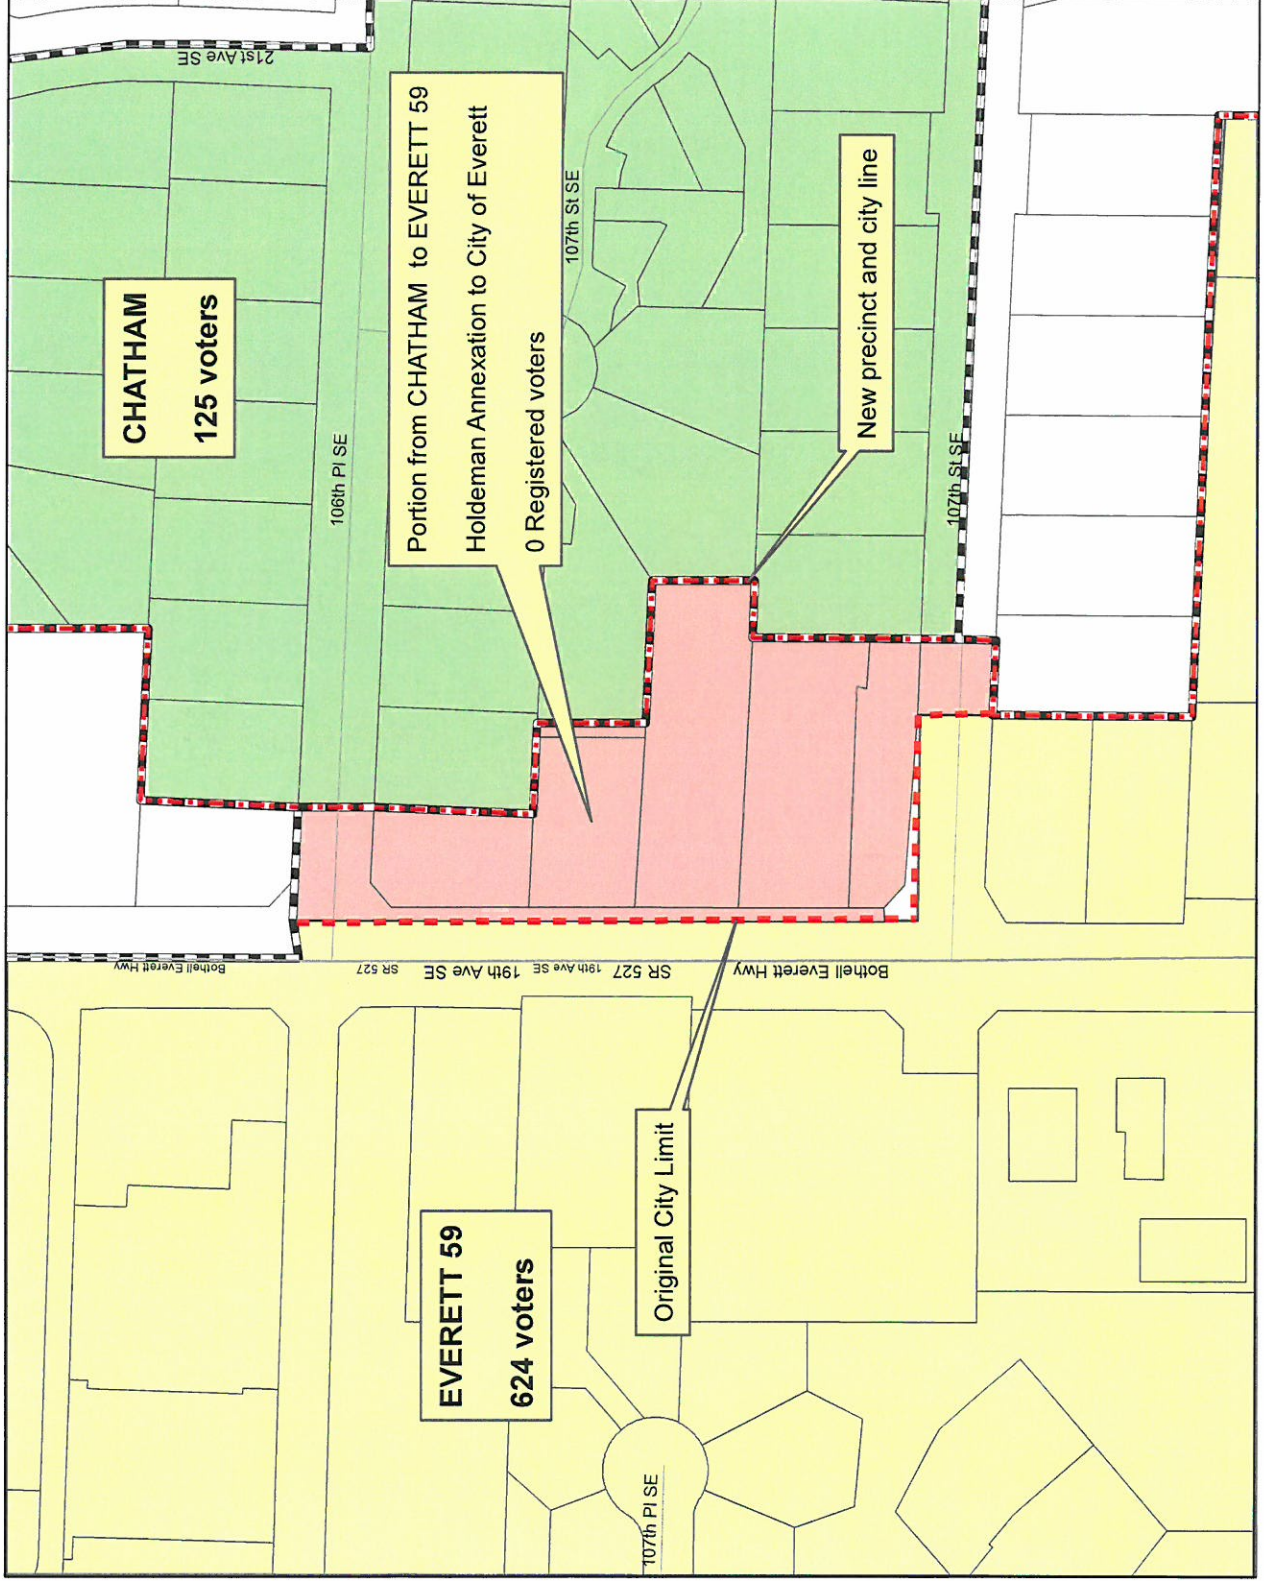 21st Ave SE
CHATHAM
125 voters
106th Pl SE
Portion from CHATHAM to EVERETT 59
Holdeman Annexation to City of Everett
0 Registered voters
107th St SE
New precinct and city line
107th St SE
Bothell Everett Hwy
SR 527
19th Ave SE
19th Ave SE
SR 527
Bothell Everett Hwy
EVERETT 59
624 voters
Original City Limit
107th Pl SE